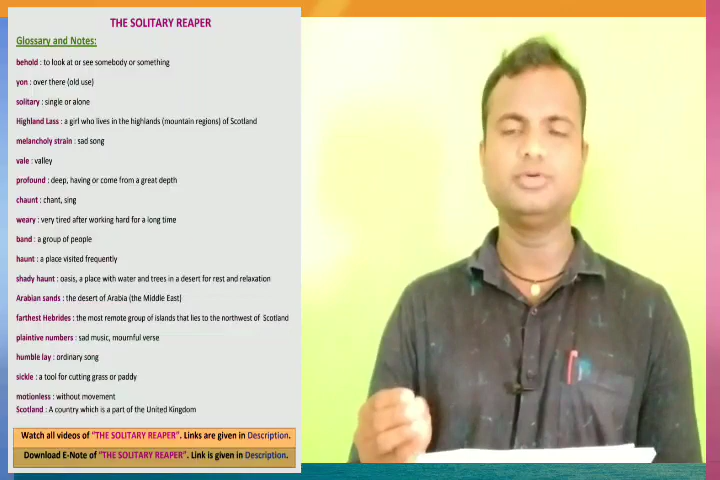 THE SOLITARY REAPER
Glossary and Notes:
behold : to look at or see somebody or something
yon : over there (old use)
solitary : single or alone
Highland Lass : a girl who lives in the highlands (mountain regions) of Scotland
melancholy strain : sad song
vale : valley
profound : deep, having or come from a great depth
chaunt : chant, sing
weary : very tired after working hard for a long time
band : a group of people
haunt : a place visited frequently
shady haunt : oasis, a place with water and trees in a desert for rest and relaxation
Arabian sands : the desert of Arabia (the Middle East)
farthest Hebrides : the most remote group of islands that lies to the northwest of Scotland
plaintive numbers : sad music, mournful verse
humble lay : ordinary song
sickle : a tool for cutting grass or paddy
motionless : without movement
Scotland : A country which is a part of the United Kingdom
Watch all videos of "THE SOLITARY REAPER". Links are given in Description.
Download E-Note of "THE SOLITARY REAPER". Link is given in Description.